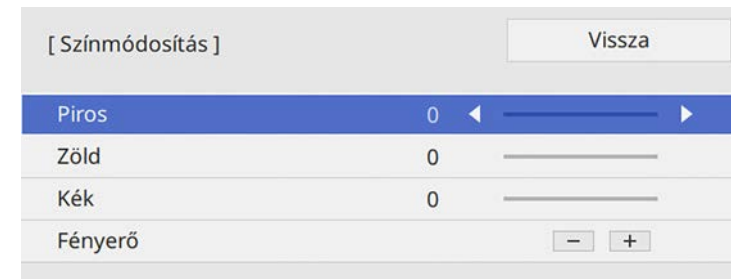 [ Színmódosítás ]
Vissza
Piros 0
Zöld 0
Kék 0
Fényerő − +